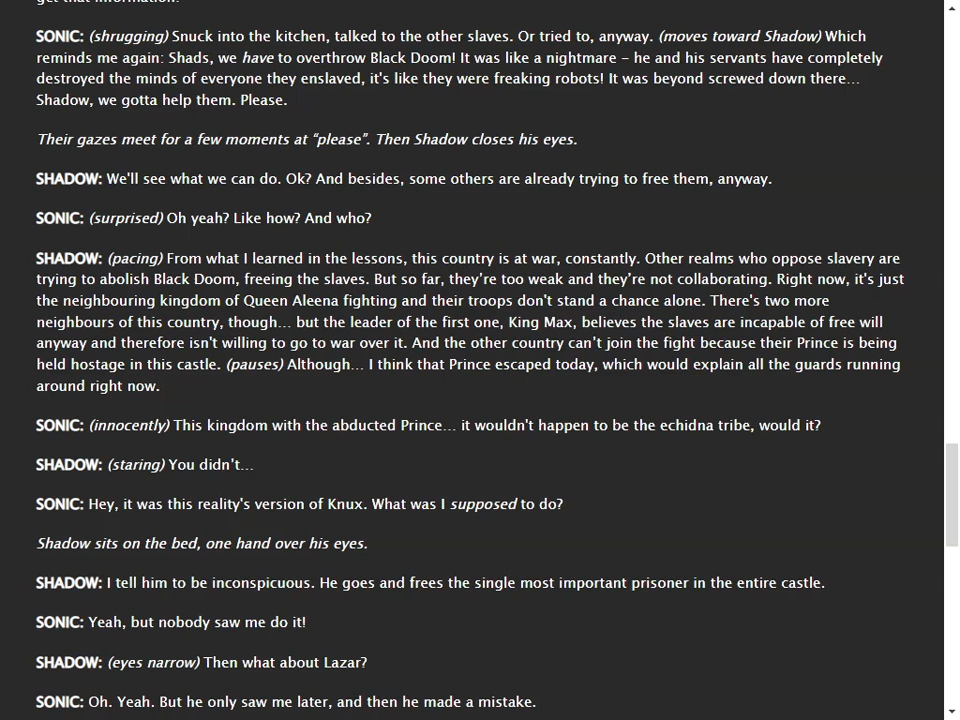 get that information?
SONIC: (shrugging) Snuck into the kitchen, talked to the other slaves. Or tried to, anyway. (moves toward Shadow) Which
reminds me again: Shads, we have to overthrow Black Doom! It was like a nightmare – he and his servants have completely
destroyed the minds of everyone they enslaved, it's like they were freaking robots! It was beyond screwed down there…
Shadow, we gotta help them. Please.
Their gazes meet for a few moments at “please”. Then Shadow closes his eyes.
SHADOW: We'll see what we can do. Ok? And besides, some others are already trying to free them, anyway.
SONIC: (surprised) Oh yeah? Like how? And who?
SHADOW: (pacing) From what I learned in the lessons, this country is at war, constantly. Other realms who oppose slavery are
trying to abolish Black Doom, freeing the slaves. But so far, they’re too weak and they’re not collaborating. Right now, it's just
the neighbouring kingdom of Queen Aleena fighting and their troops don't stand a chance alone. There's two more
neighbours of this country, though… but the leader of the first one, King Max, believes the slaves are incapable of free will
anyway and therefore isn't willing to go to war over it. And the other country can’t join the fight because their Prince is being
held hostage in this castle. (pauses) Although… I think that Prince escaped today, which would explain all the guards running
around right now.
SONIC: (innocently) This kingdom with the abducted Prince… it wouldn't happen to be the echidna tribe, would it?
SHADOW: (staring) You didn’t…
SONIC: Hey, it was this reality's version of Knux. What was I supposed to do?
Shadow sits on the bed, one hand over his eyes.
SHADOW: I tell him to be inconspicuous. He goes and frees the single most important prisoner in the entire castle.
SONIC: Yeah, but nobody saw me do it!
SHADOW: (eyes narrow) Then what about Lazar?
SONIC: Oh. Yeah. But he only saw me later, and then he made a mistake.